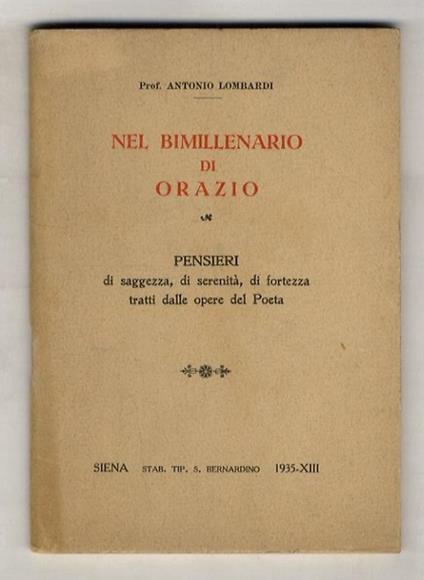 Prof. ANTONIO LOMBARDI
NEL BIMILLENARIO
DI
ORAZIO
PENSIERI
di saggezza, di serenità, di fortezza
tratti dalle opere del Poeta
SIENA STAB. TIP. S. BERNARDINO 1935-XIII